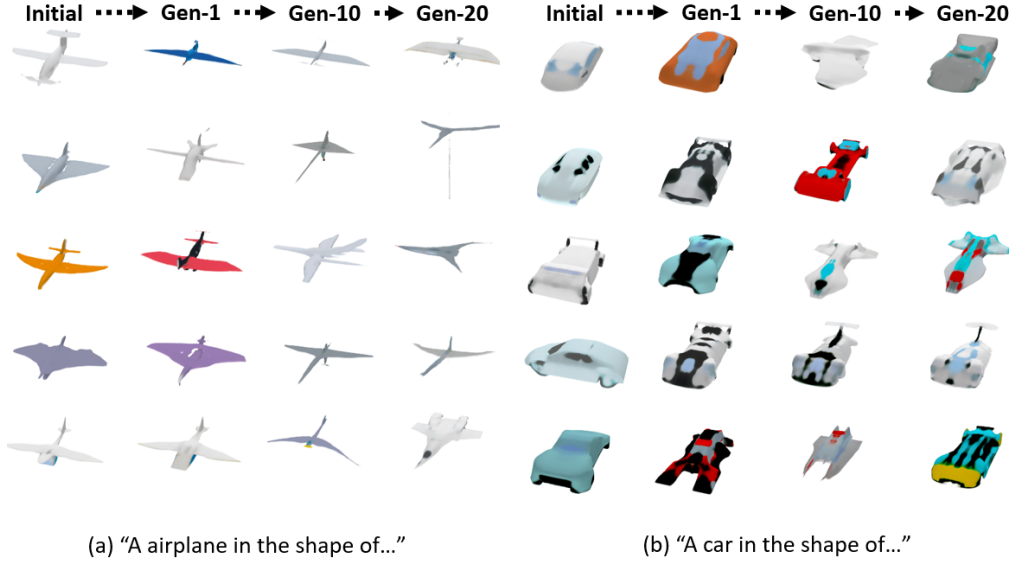 Initial Gen-1 Gen-10 Gen-20
Initial Gen-1 Gen-10 Gen-20
(a) “A airplane in the shape of...”
(b) “A car in the shape of...”